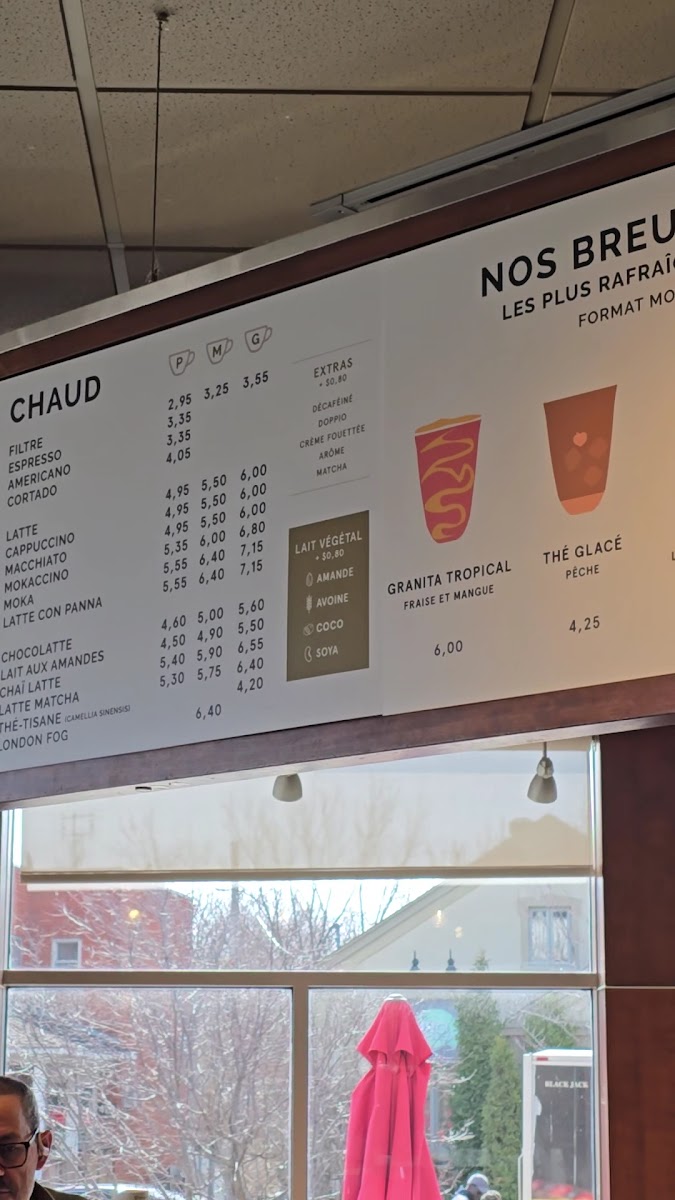 CHAUD
P M G
FILTRE 2,95 3,25 3,55
ESPRESSO 3,35
AMERICANO 3,35
CORTADO 4,05
LATTE 4,95 5,50 6,00
CAPPUCCINO 4,95 5,50 6,00
MACCHIATO 4,95 5,50 6,00
MOKACCINO 5,35 6,00 6,80
MOKA 5,55 6,40 7,15
LATTE CON PANNA 5,55 6,40 7,15
CHOCOLATTE 4,60 5,00 5,60
LAIT AUX AMANDES 4,50 4,90 5,50
CHAÏ LATTE 5,40 5,90 6,55
LATTE MATCHA 5,30 5,75 6,40
THÉ-TISANE (CAMELLIA SINENSIS) 4,20
LONDON FOG 6,40
EXTRAS
+ $0,80
DÉCAFÉINÉ
DOPPIO
CRÈME FOUETTÉE
ARÔME
MATCHA
LAIT VÉGÉTAL
+ $0,80
AMANDE
AVOINE
COCO
SOYA
NOS BREU
LES PLUS RAFRAÎ
FORMAT MO
GRANITA TROPICAL
FRAISE ET MANGUE
6,00
THÉ GLACÉ
PÊCHE
4,25
BLACK JACK